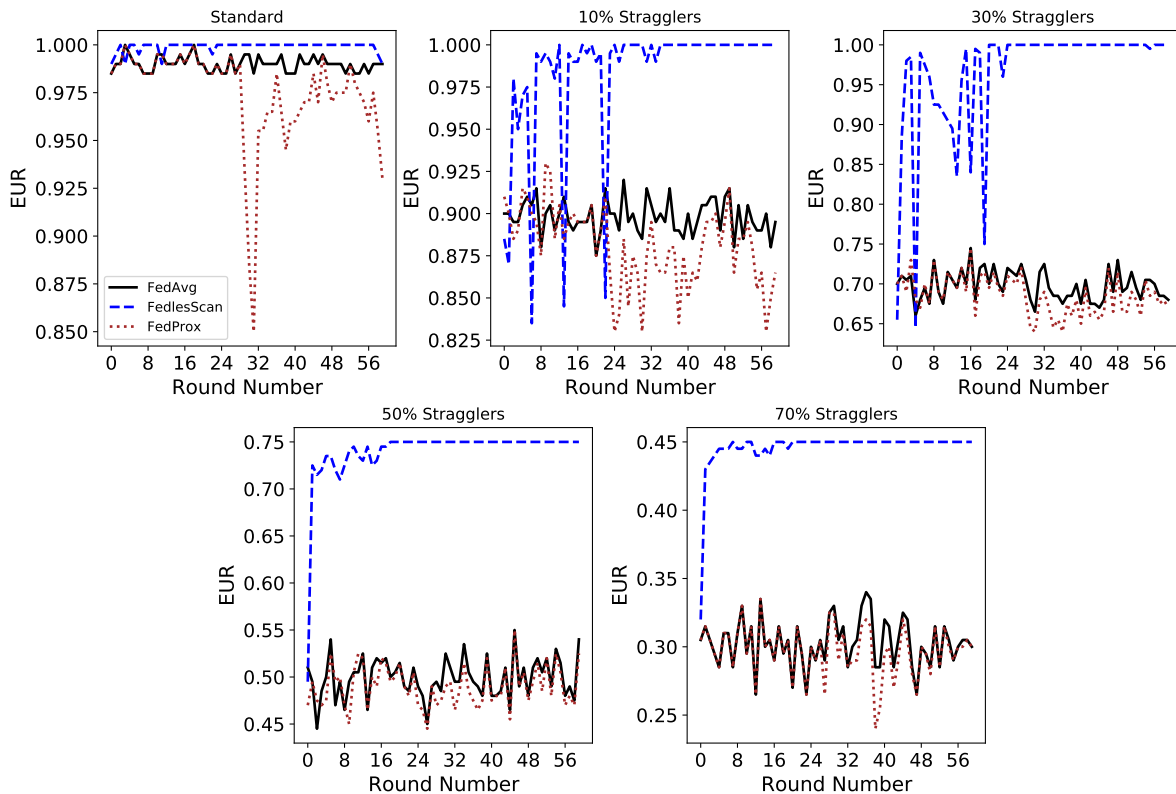 Standard
1.000
0.975
0.950
0.925
0.900
0.875
0.850
EUR
FedAvg
FedlesScan
FedProx
0 8 16 24 32 40 48 56
Round Number
10% Stragglers
1.000
0.975
0.950
0.925
0.900
0.875
0.850
0.825
EUR
0 8 16 24 32 40 48 56
Round Number
30% Stragglers
1.00
0.95
0.90
0.85
0.80
0.75
0.70
0.65
EUR
0 8 16 24 32 40 48 56
Round Number
50% Stragglers
0.75
0.70
0.65
0.60
0.55
0.50
0.45
EUR
0 8 16 24 32 40 48 56
Round Number
70% Stragglers
0.45
0.40
0.35
0.30
0.25
EUR
0 8 16 24 32 40 48 56
Round Number